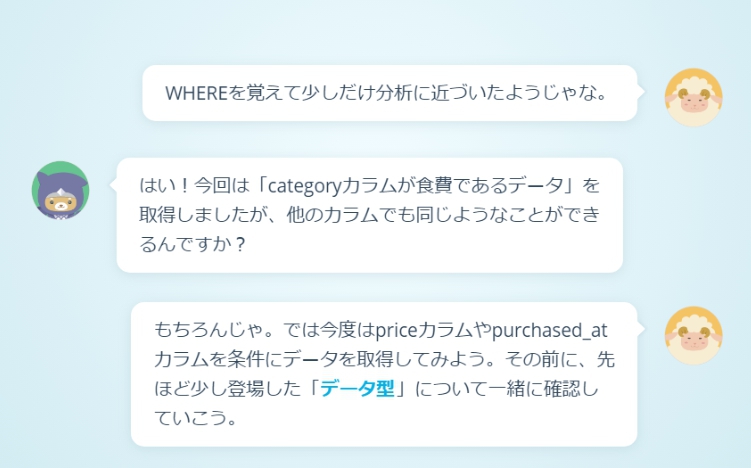 WHEREを覚えて少しだけ分析に近づいたようじゃな。
はい！今回は「categoryカラムが食費であるデータ」を
取得しましたが、他のカラムでも同じようなことができ
るんですか？
もちろんじゃ。では今度はpriceカラムやpurchased_at
カラムを条件にデータを取得してみよう。その前に、先
ほど少し登場した「データ型」について一緒に確認し
ていこう。